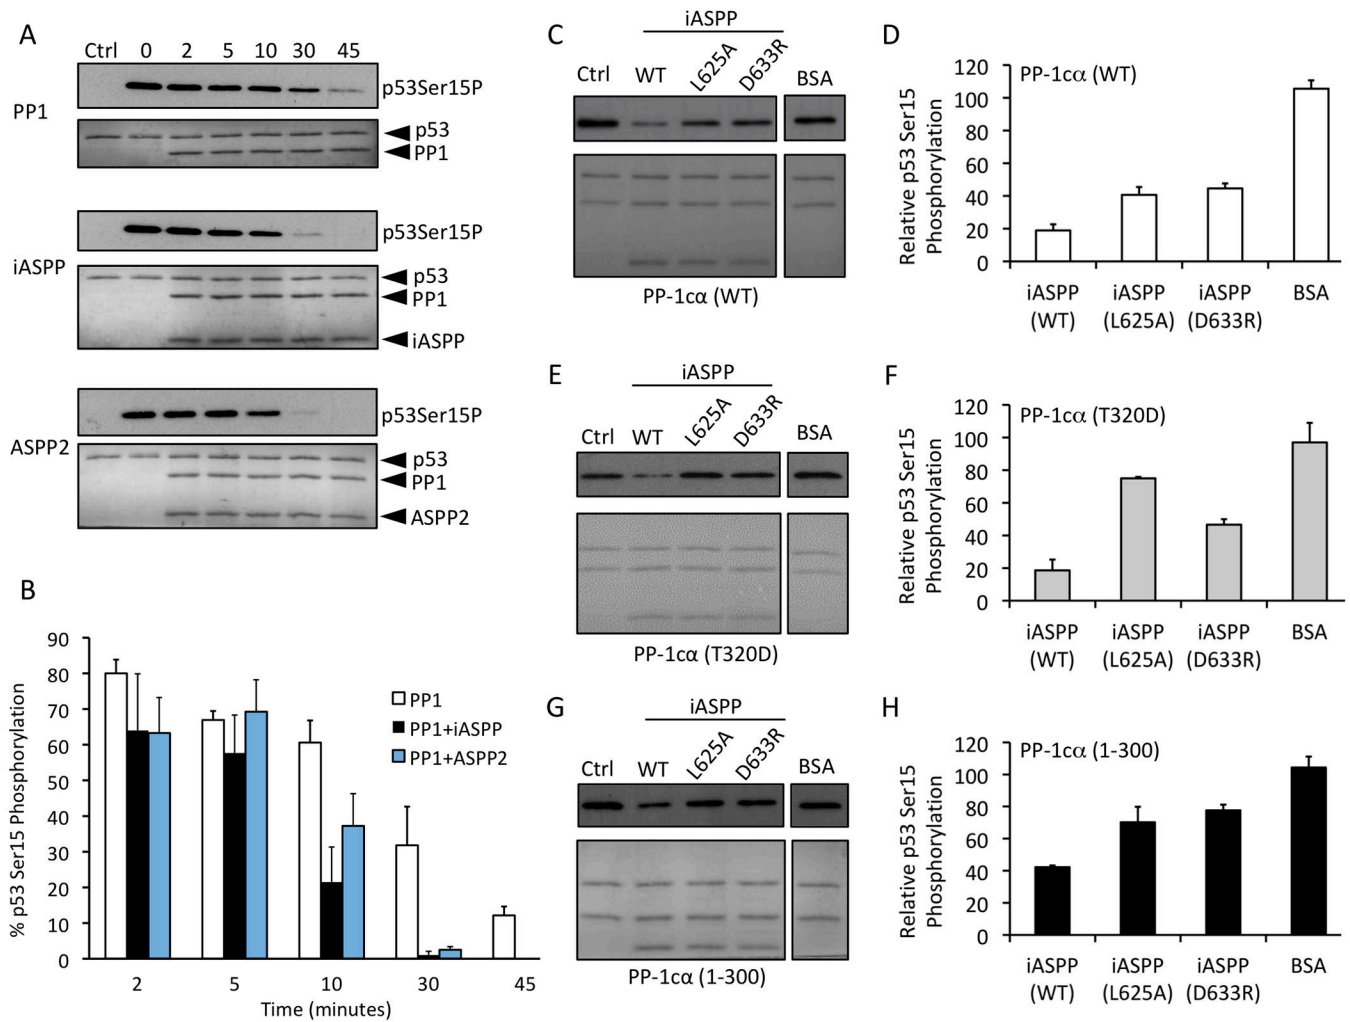 A
Ctrl 0 2 5 10 30 45
PP1
p53Ser15P
p53
PP1
iASPP
p53Ser15P
p53
PP1
iASPP
ASPP2
p53Ser15P
p53
PP1
ASPP2
B
% p53 Ser15 Phosphorylation
90
80
70
60
50
40
30
20
10
0
PP1
PP1+iASPP
PP1+ASPP2
2 5 10 30 45
Time (minutes)
C
iASPP
Ctrl WT L625A D633R BSA
PP-1cα (WT)
D
PP-1cα (WT)
Relative p53 Ser15
Phosphorylation
120
100
80
60
40
20
0
iASPP iASPP iASPP BSA
(WT) (L625A) (D633R)
E
iASPP
Ctrl WT L625A D633R BSA
PP-1cα (T320D)
F
PP-1cα (T320D)
Relative p53 Ser15
Phosphorylation
120
100
80
60
40
20
0
iASPP iASPP iASPP BSA
(WT) (L625A) (D633R)
G
iASPP
Ctrl WT L625A D633R BSA
PP-1cα (1-300)
H
PP-1cα (1-300)
Relative p53 Ser15
Phosphorylation
120
100
80
60
40
20
0
iASPP iASPP iASPP BSA
(WT) (L625A) (D633R)